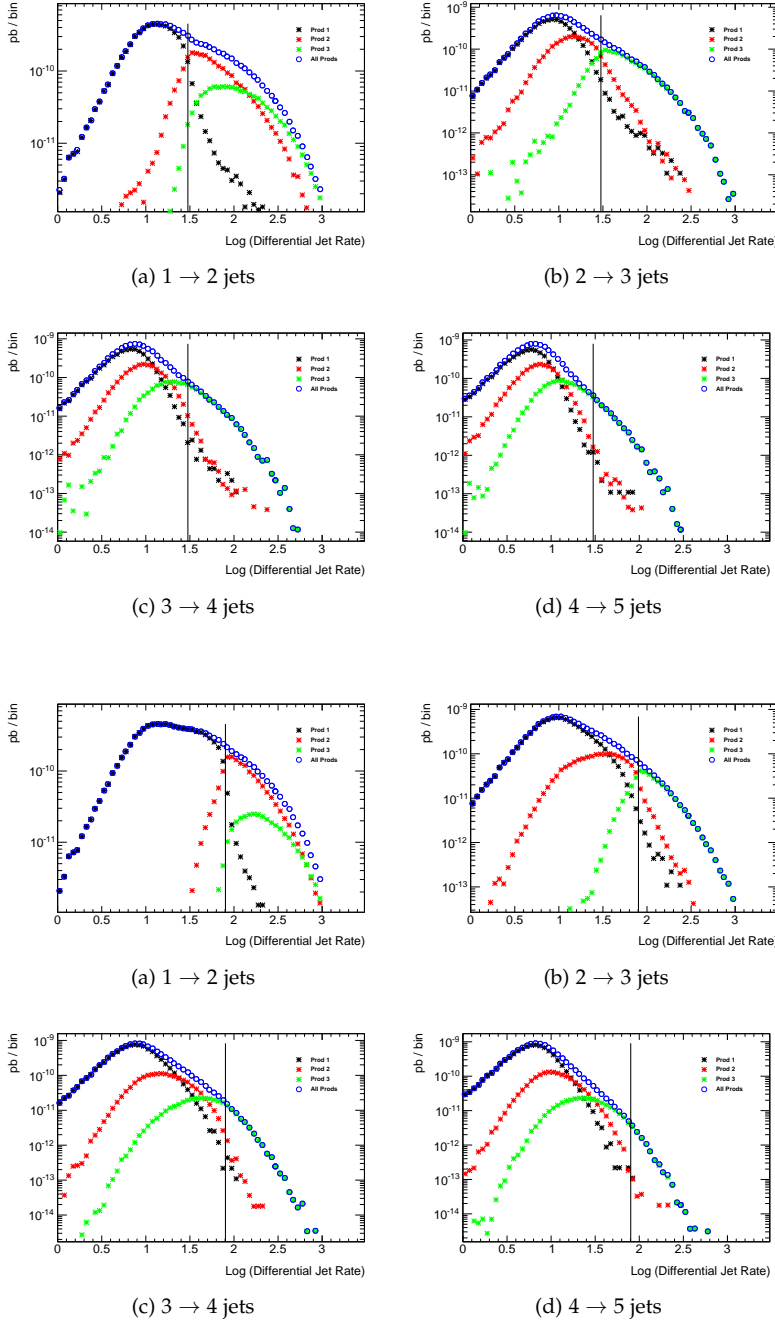 pb / bin
10⁻¹⁰
10⁻¹¹
Prod 1
Prod 2
Prod 3
All Prods
0 0.5 1 1.5 2 2.5 3
Log (Differential Jet Rate)
(a) 1 → 2 jets
pb / bin
10⁻⁹
10⁻¹⁰
10⁻¹¹
10⁻¹²
10⁻¹³
Prod 1
Prod 2
Prod 3
All Prods
0 0.5 1 1.5 2 2.5 3
Log (Differential Jet Rate)
(b) 2 → 3 jets
pb / bin
10⁻⁹
10⁻¹⁰
10⁻¹¹
10⁻¹²
10⁻¹³
10⁻¹⁴
Prod 1
Prod 2
Prod 3
All Prods
0 0.5 1 1.5 2 2.5 3
Log (Differential Jet Rate)
(c) 3 → 4 jets
pb / bin
10⁻⁹
10⁻¹⁰
10⁻¹¹
10⁻¹²
10⁻¹³
10⁻¹⁴
Prod 1
Prod 2
Prod 3
All Prods
0 0.5 1 1.5 2 2.5 3
Log (Differential Jet Rate)
(d) 4 → 5 jets
pb / bin
10⁻¹⁰
10⁻¹¹
Prod 1
Prod 2
Prod 3
All Prods
0 0.5 1 1.5 2 2.5 3
Log (Differential Jet Rate)
(a) 1 → 2 jets
pb / bin
10⁻⁹
10⁻¹⁰
10⁻¹¹
10⁻¹²
10⁻¹³
Prod 1
Prod 2
Prod 3
All Prods
0 0.5 1 1.5 2 2.5 3
Log (Differential Jet Rate)
(b) 2 → 3 jets
pb / bin
10⁻⁹
10⁻¹⁰
10⁻¹¹
10⁻¹²
10⁻¹³
10⁻¹⁴
Prod 1
Prod 2
Prod 3
All Prods
0 0.5 1 1.5 2 2.5 3
Log (Differential Jet Rate)
(c) 3 → 4 jets
pb / bin
10⁻⁹
10⁻¹⁰
10⁻¹¹
10⁻¹²
10⁻¹³
10⁻¹⁴
Prod 1
Prod 2
Prod 3
All Prods
0 0.5 1 1.5 2 2.5 3
Log (Differential Jet Rate)
(d) 4 → 5 jets